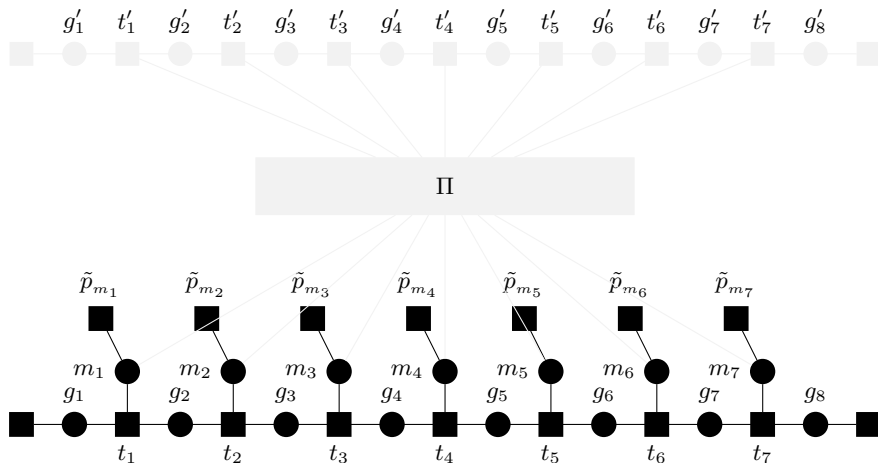 g′₁ t′₁ g′₂ t′₂ g′₃ t′₃ g′₄ t′₄ g′₅ t′₅ g′₆ t′₆ g′₇ t′₇ g′₈
Π
p̃ₘ₁ p̃ₘ₂ p̃ₘ₃ p̃ₘ₄ p̃ₘ₅ p̃ₘ₆ p̃ₘ₇
m₁ m₂ m₃ m₄ m₅ m₆ m₇
g₁ g₂ g₃ g₄ g₅ g₆ g₇ g₈
t₁ t₂ t₃ t₄ t₅ t₆ t₇